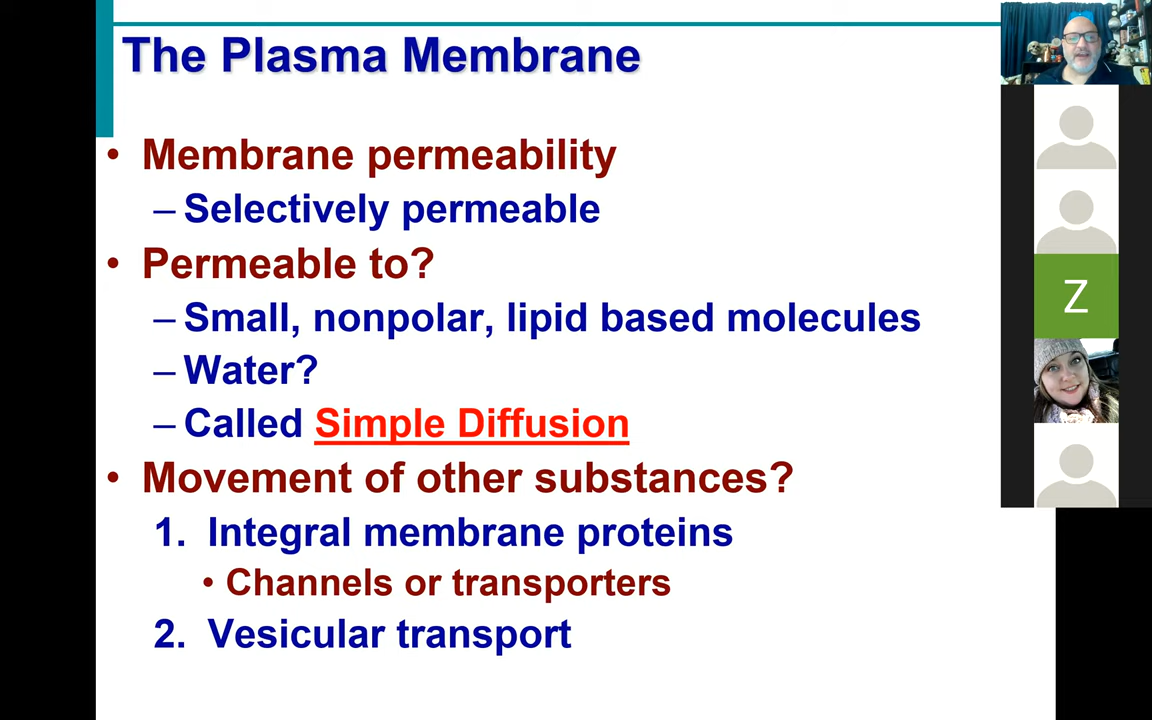 The Plasma Membrane
• Membrane permeability
– Selectively permeable
• Permeable to?
– Small, nonpolar, lipid based molecules
– Water?
– Called Simple Diffusion
• Movement of other substances?
1. Integral membrane proteins
• Channels or transporters
2. Vesicular transport
Z